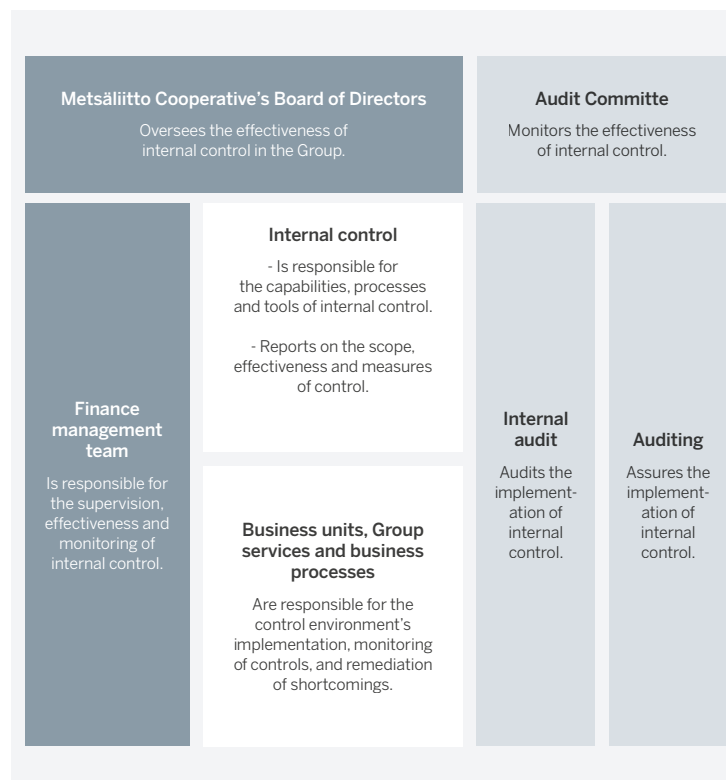 Metsäliitto Cooperative’s Board of Directors
Oversees the effectiveness of
internal control in the Group.
Audit Committe
Monitors the effectiveness
of internal control.
Finance
management
team
Is responsible for
the supervision,
effectiveness and
monitoring of
internal control.
Internal control
- Is responsible for
the capabilities, processes
and tools of internal control.
- Reports on the scope,
effectiveness and measures
of control.
Business units, Group
services and business
processes
Are responsible for the
control environment’s
implementation, monitoring
of controls, and remediation
of shortcomings.
Internal
audit
Audits the
implement-
ation of
internal
control.
Auditing
Assures the
implement-
ation of
internal
control.